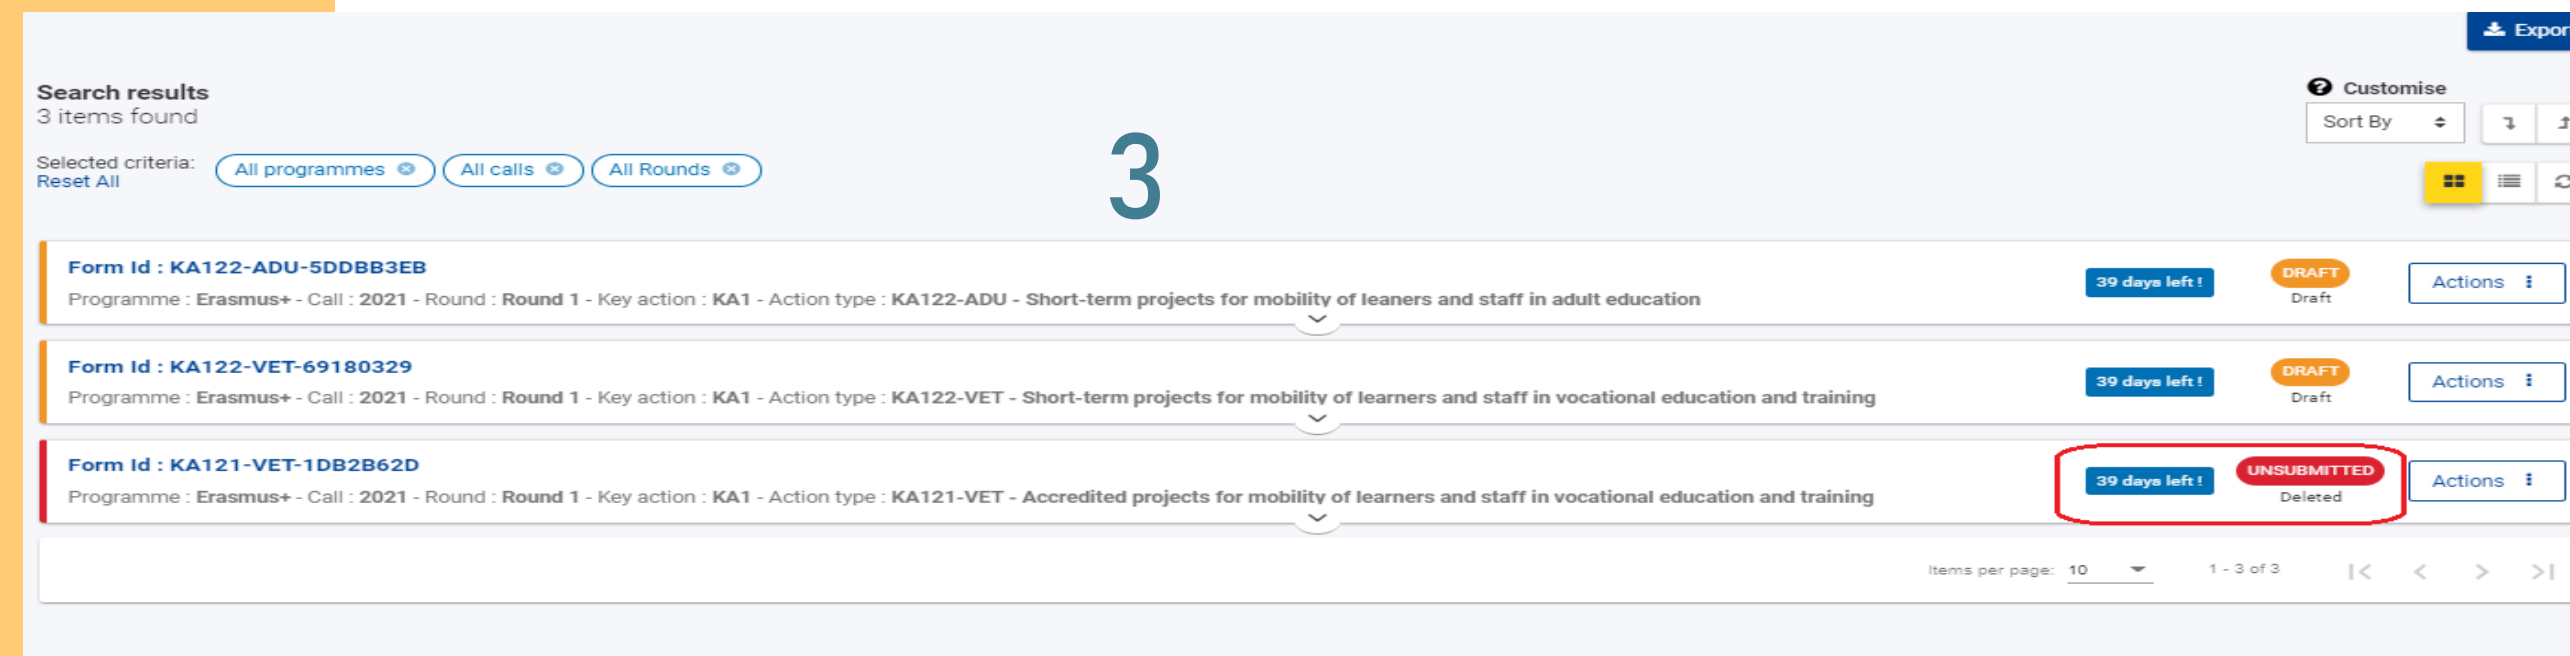 Expor
Search results
3 items found
Customise
Sort By
Selected criteria: All programmes All calls All Rounds
Reset All
3
Form Id : KA122-ADU-5DDBB3EB
Programme : Erasmus+ - Call : 2021 - Round : Round 1 - Key action : KA1 - Action type : KA122-ADU - Short-term projects for mobility of leaners and staff in adult education
39 days left !
DRAFT
Draft
Actions
Form Id : KA122-VET-69180329
Programme : Erasmus+ - Call : 2021 - Round : Round 1 - Key action : KA1 - Action type : KA122-VET - Short-term projects for mobility of learners and staff in vocational education and training
39 days left !
DRAFT
Draft
Actions
Form Id : KA121-VET-1DB2B62D
Programme : Erasmus+ - Call : 2021 - Round : Round 1 - Key action : KA1 - Action type : KA121-VET - Accredited projects for mobility of learners and staff in vocational education and training
39 days left !
UNSUBMITTED
Deleted
Actions
Items per page: 10 1 - 3 of 3